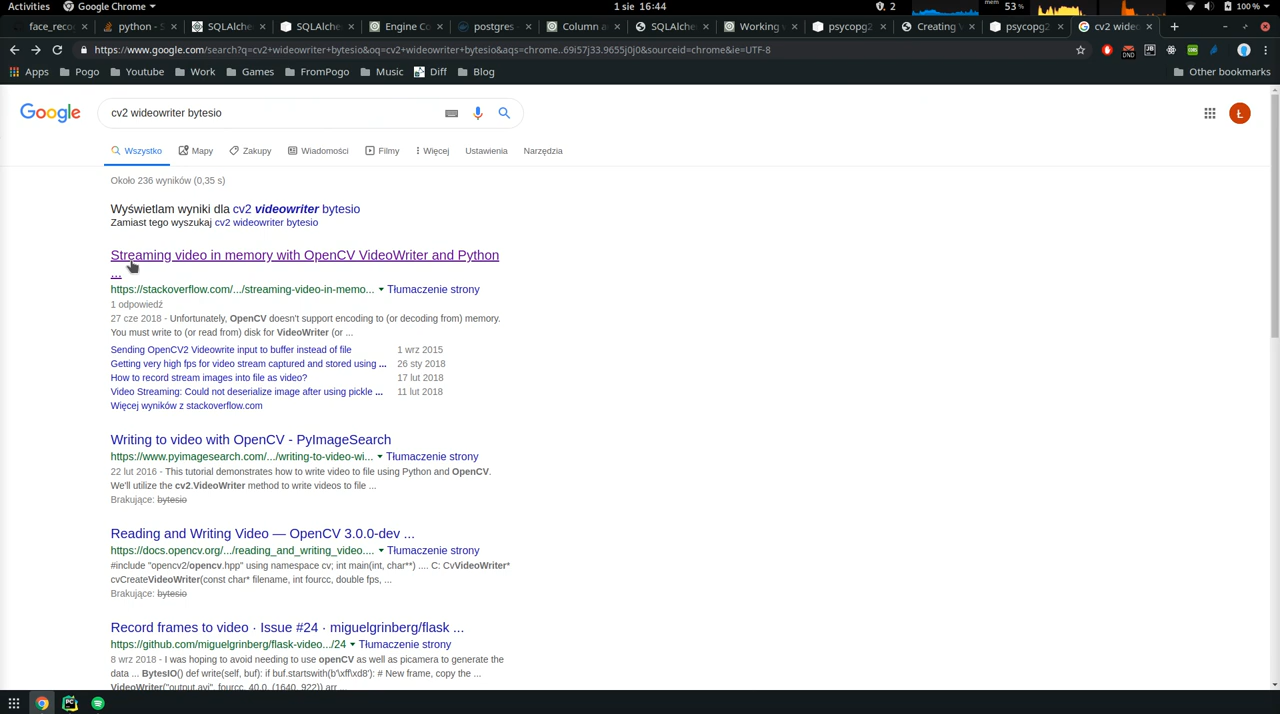 Activities
Google Chrome
1 sie 16:44
2
mem
53 %
100 %
face_reco
python - S
SQLAlche
SQLAlche
Engine Co
postgres
Column a
SQLAlche
Working w
psycopg2
Creating V
psycopg2
cv2 wideo
https://www.google.com/search?q=cv2+wideowriter+bytesio&oq=cv2+wideowriter+bytesio&aqs=chrome..69i57j33.9655j0j0&sourceid=chrome&ie=UTF-8
DND
Apps
Pogo
Youtube
Work
Games
FromPogo
Music
Diff
Blog
Other bookmarks
Google
cv2 wideowriter bytesio
Ł
Wszystko
Mapy
Zakupy
Wiadomości
Filmy
Więcej
Ustawienia
Narzędzia
Około 236 wyników (0,35 s)
Wyświetlam wyniki dla cv2 videowriter bytesio
Zamiast tego wyszukaj cv2 wideowriter bytesio
Streaming video in memory with OpenCV VideoWriter and Python
...
https://stackoverflow.com/.../streaming-video-in-memo... Tłumaczenie strony
1 odpowiedź
27 cze 2018 - Unfortunately, OpenCV doesn't support encoding to (or decoding from) memory.
You must write to (or read from) disk for VideoWriter (or ...
Sending OpenCV2 Videowrite input to buffer instead of file 1 wrz 2015
Getting very high fps for video stream captured and stored using ... 26 sty 2018
How to record stream images into file as video? 17 lut 2018
Video Streaming: Could not deserialize image after using pickle ... 11 lut 2018
Więcej wyników z stackoverflow.com
Writing to video with OpenCV - PyImageSearch
https://www.pyimagesearch.com/.../writing-to-video-wi... Tłumaczenie strony
22 lut 2016 - This tutorial demonstrates how to write video to file using Python and OpenCV.
We'll utilize the cv2.VideoWriter method to write videos to file ...
Brakujące: bytesio
Reading and Writing Video — OpenCV 3.0.0-dev ...
https://docs.opencv.org/.../reading_and_writing_video.... Tłumaczenie strony
#include "opencv2/opencv.hpp" using namespace cv; int main(int, char**) .... C: CvVideoWriter*
cvCreateVideoWriter(const char* filename, int fourcc, double fps, ...
Brakujące: bytesio
Record frames to video · Issue #24 · miguelgrinberg/flask ...
https://github.com/miguelgrinberg/flask-video.../24 Tłumaczenie strony
8 wrz 2018 - I was hoping to avoid needing to use openCV as well as picamera to generate the
data ... BytesIO() def write(self, buf): if buf.startswith(b'\xff\xd8'): # New frame, copy the ...
VideoWriter("output.avi", fourcc, 40.0, (1640, 922)) arr ...
PC